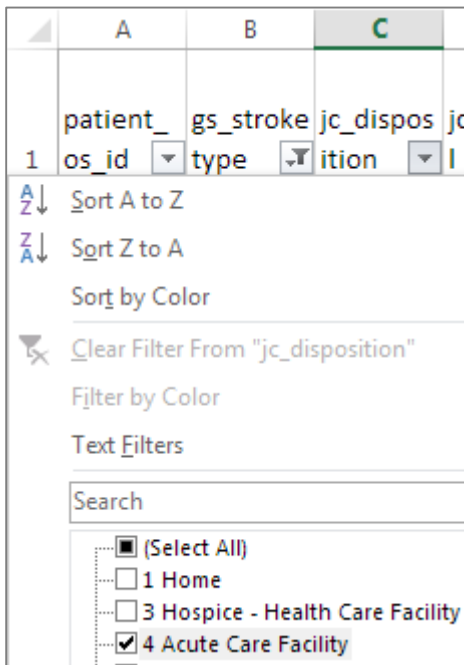 A B C
patient_ gs_stroke jc_dispos
1 os_id type ition
Sort A to Z
Sort Z to A
Sort by Color
Clear Filter From "jc_disposition"
Filter by Color
Text Filters
Search
(Select All)
1 Home
3 Hospice - Health Care Facility
4 Acute Care Facility